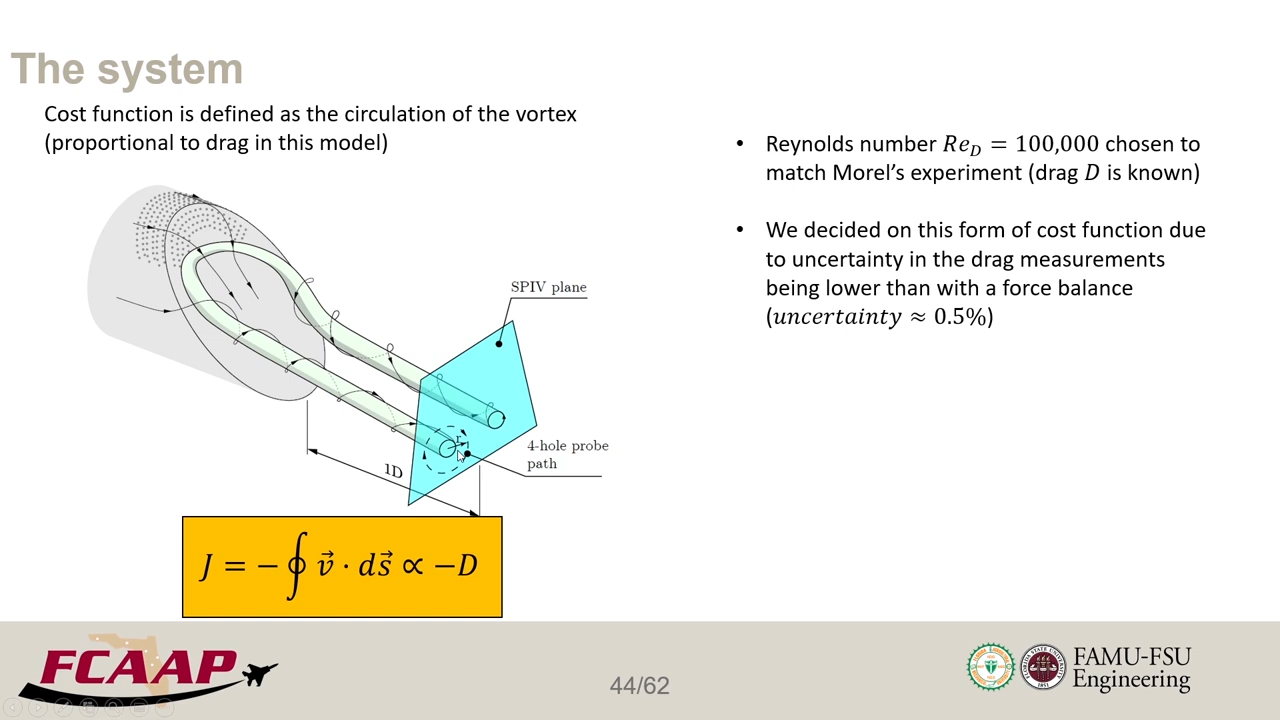 The system
Cost function is defined as the circulation of the vortex
(proportional to drag in this model)
• Reynolds number 𝑅𝑒_𝐷 = 100,000 chosen to
match Morel’s experiment (drag 𝐷 is known)
• We decided on this form of cost function due
to uncertainty in the drag measurements
being lower than with a force balance
(𝑢𝑛𝑐𝑒𝑟𝑡𝑎𝑖𝑛𝑡𝑦 ≈ 0.5%)
SPIV plane
r
4-hole probe
path
1D
𝐽 = − ∮ 𝑣⃗ · 𝑑𝑠⃗ ∝ −𝐷
FCAAP
44/62
FAMU-FSU
Engineering